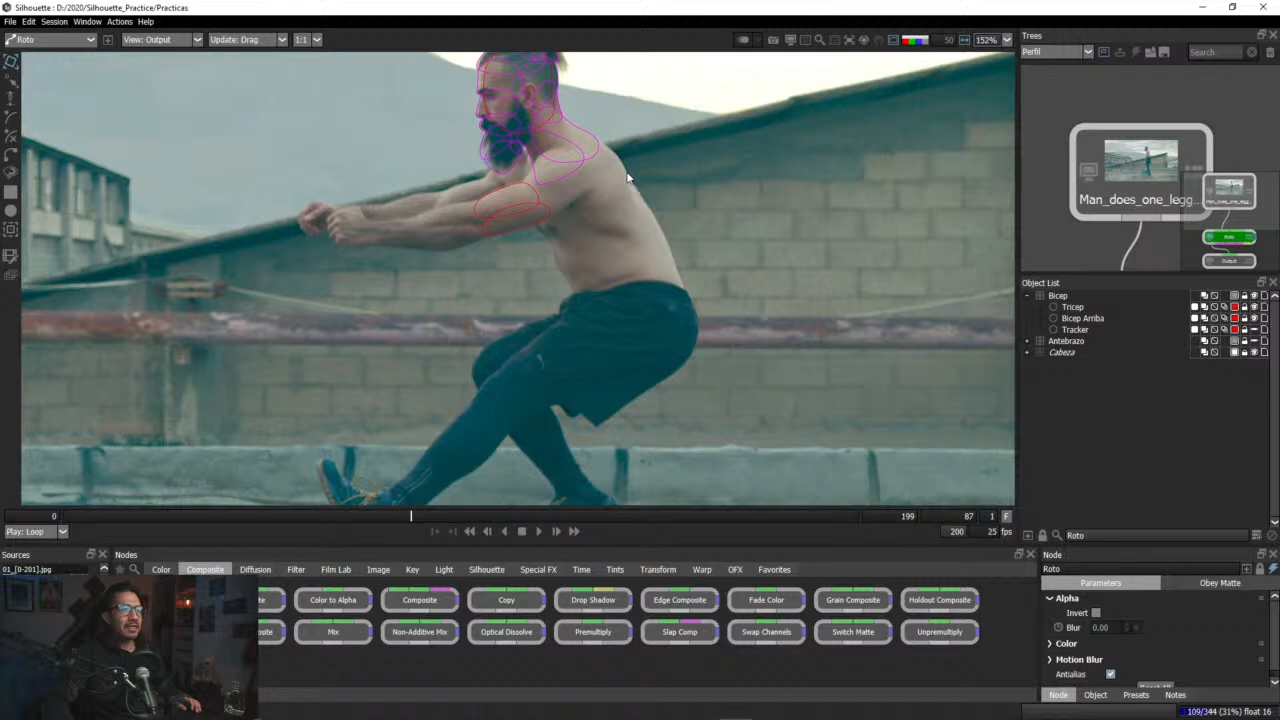 Silhouette : D:/2020/Silhouette_Practice/Practicas
File Edit Session Window Actions Help
Roto View: Output Update: Drag 1:1 50 152%
Trees
Perfil Search
Man_does_one_legg...
Roto
Output
Object List
Bicep
Tricep
Bicep Arriba
Tracker
Antebrazo
Cabeza
0 199 87 1 F
Play: Loop 200 25 fps
Roto
Sources Nodes Node
01_[0-201].jpg Color Composite Diffusion Filter Film Lab Image Key Light Silhouette Special FX Time Tints Transform Warp OFX Favorites
Roto
Parameters Obey Matte
Color to Alpha Composite Copy Drop Shadow Edge Composite Fade Color Grain Composite Holdout Composite
Alpha
Invert
Blur 0.00
Mix Non-Additive Mix Optical Dissolve Premultiply Slap Comp Swap Channels Switch Matte Unpremultiply
Color
Motion Blur
Antialias
Node Object Presets Notes
109/344 (31%) float 16